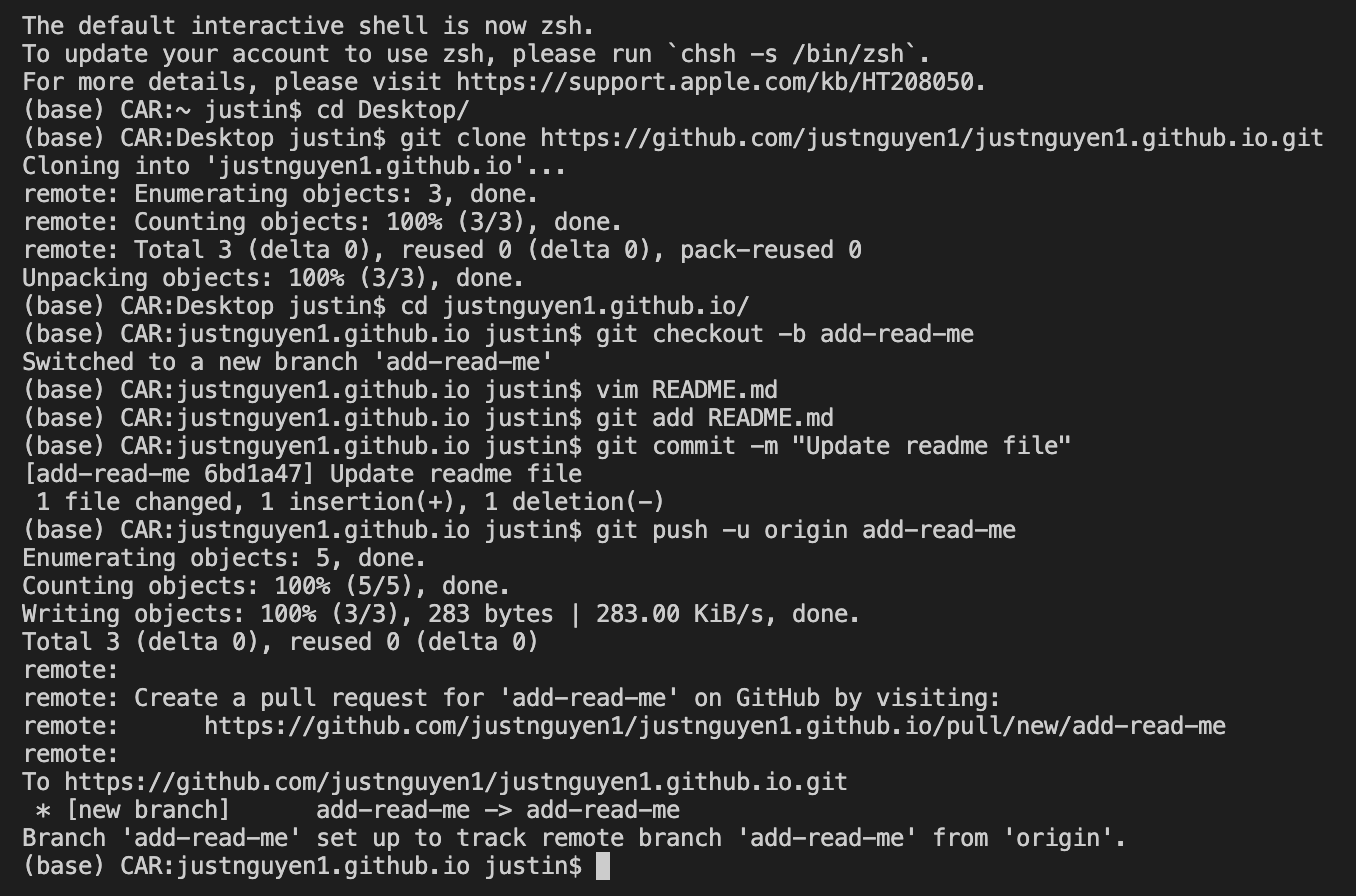 The default interactive shell is now zsh.
To update your account to use zsh, please run `chsh -s /bin/zsh`.
For more details, please visit https://support.apple.com/kb/HT208050.
(base) CAR:~ justin$ cd Desktop/
(base) CAR:Desktop justin$ git clone https://github.com/justnguyen1/justnguyen1.github.io.git
Cloning into 'justnguyen1.github.io'...
remote: Enumerating objects: 3, done.
remote: Counting objects: 100% (3/3), done.
remote: Total 3 (delta 0), reused 0 (delta 0), pack-reused 0
Unpacking objects: 100% (3/3), done.
(base) CAR:Desktop justin$ cd justnguyen1.github.io/
(base) CAR:justnguyen1.github.io justin$ git checkout -b add-read-me
Switched to a new branch 'add-read-me'
(base) CAR:justnguyen1.github.io justin$ vim README.md
(base) CAR:justnguyen1.github.io justin$ git add README.md
(base) CAR:justnguyen1.github.io justin$ git commit -m "Update readme file"
[add-read-me 6bd1a47] Update readme file
 1 file changed, 1 insertion(+), 1 deletion(-)
(base) CAR:justnguyen1.github.io justin$ git push -u origin add-read-me
Enumerating objects: 5, done.
Counting objects: 100% (5/5), done.
Writing objects: 100% (3/3), 283 bytes | 283.00 KiB/s, done.
Total 3 (delta 0), reused 0 (delta 0)
remote:
remote: Create a pull request for 'add-read-me' on GitHub by visiting:
remote:      https://github.com/justnguyen1/justnguyen1.github.io/pull/new/add-read-me
remote:
To https://github.com/justnguyen1/justnguyen1.github.io.git
 * [new branch]      add-read-me -> add-read-me
Branch 'add-read-me' set up to track remote branch 'add-read-me' from 'origin'.
(base) CAR:justnguyen1.github.io justin$